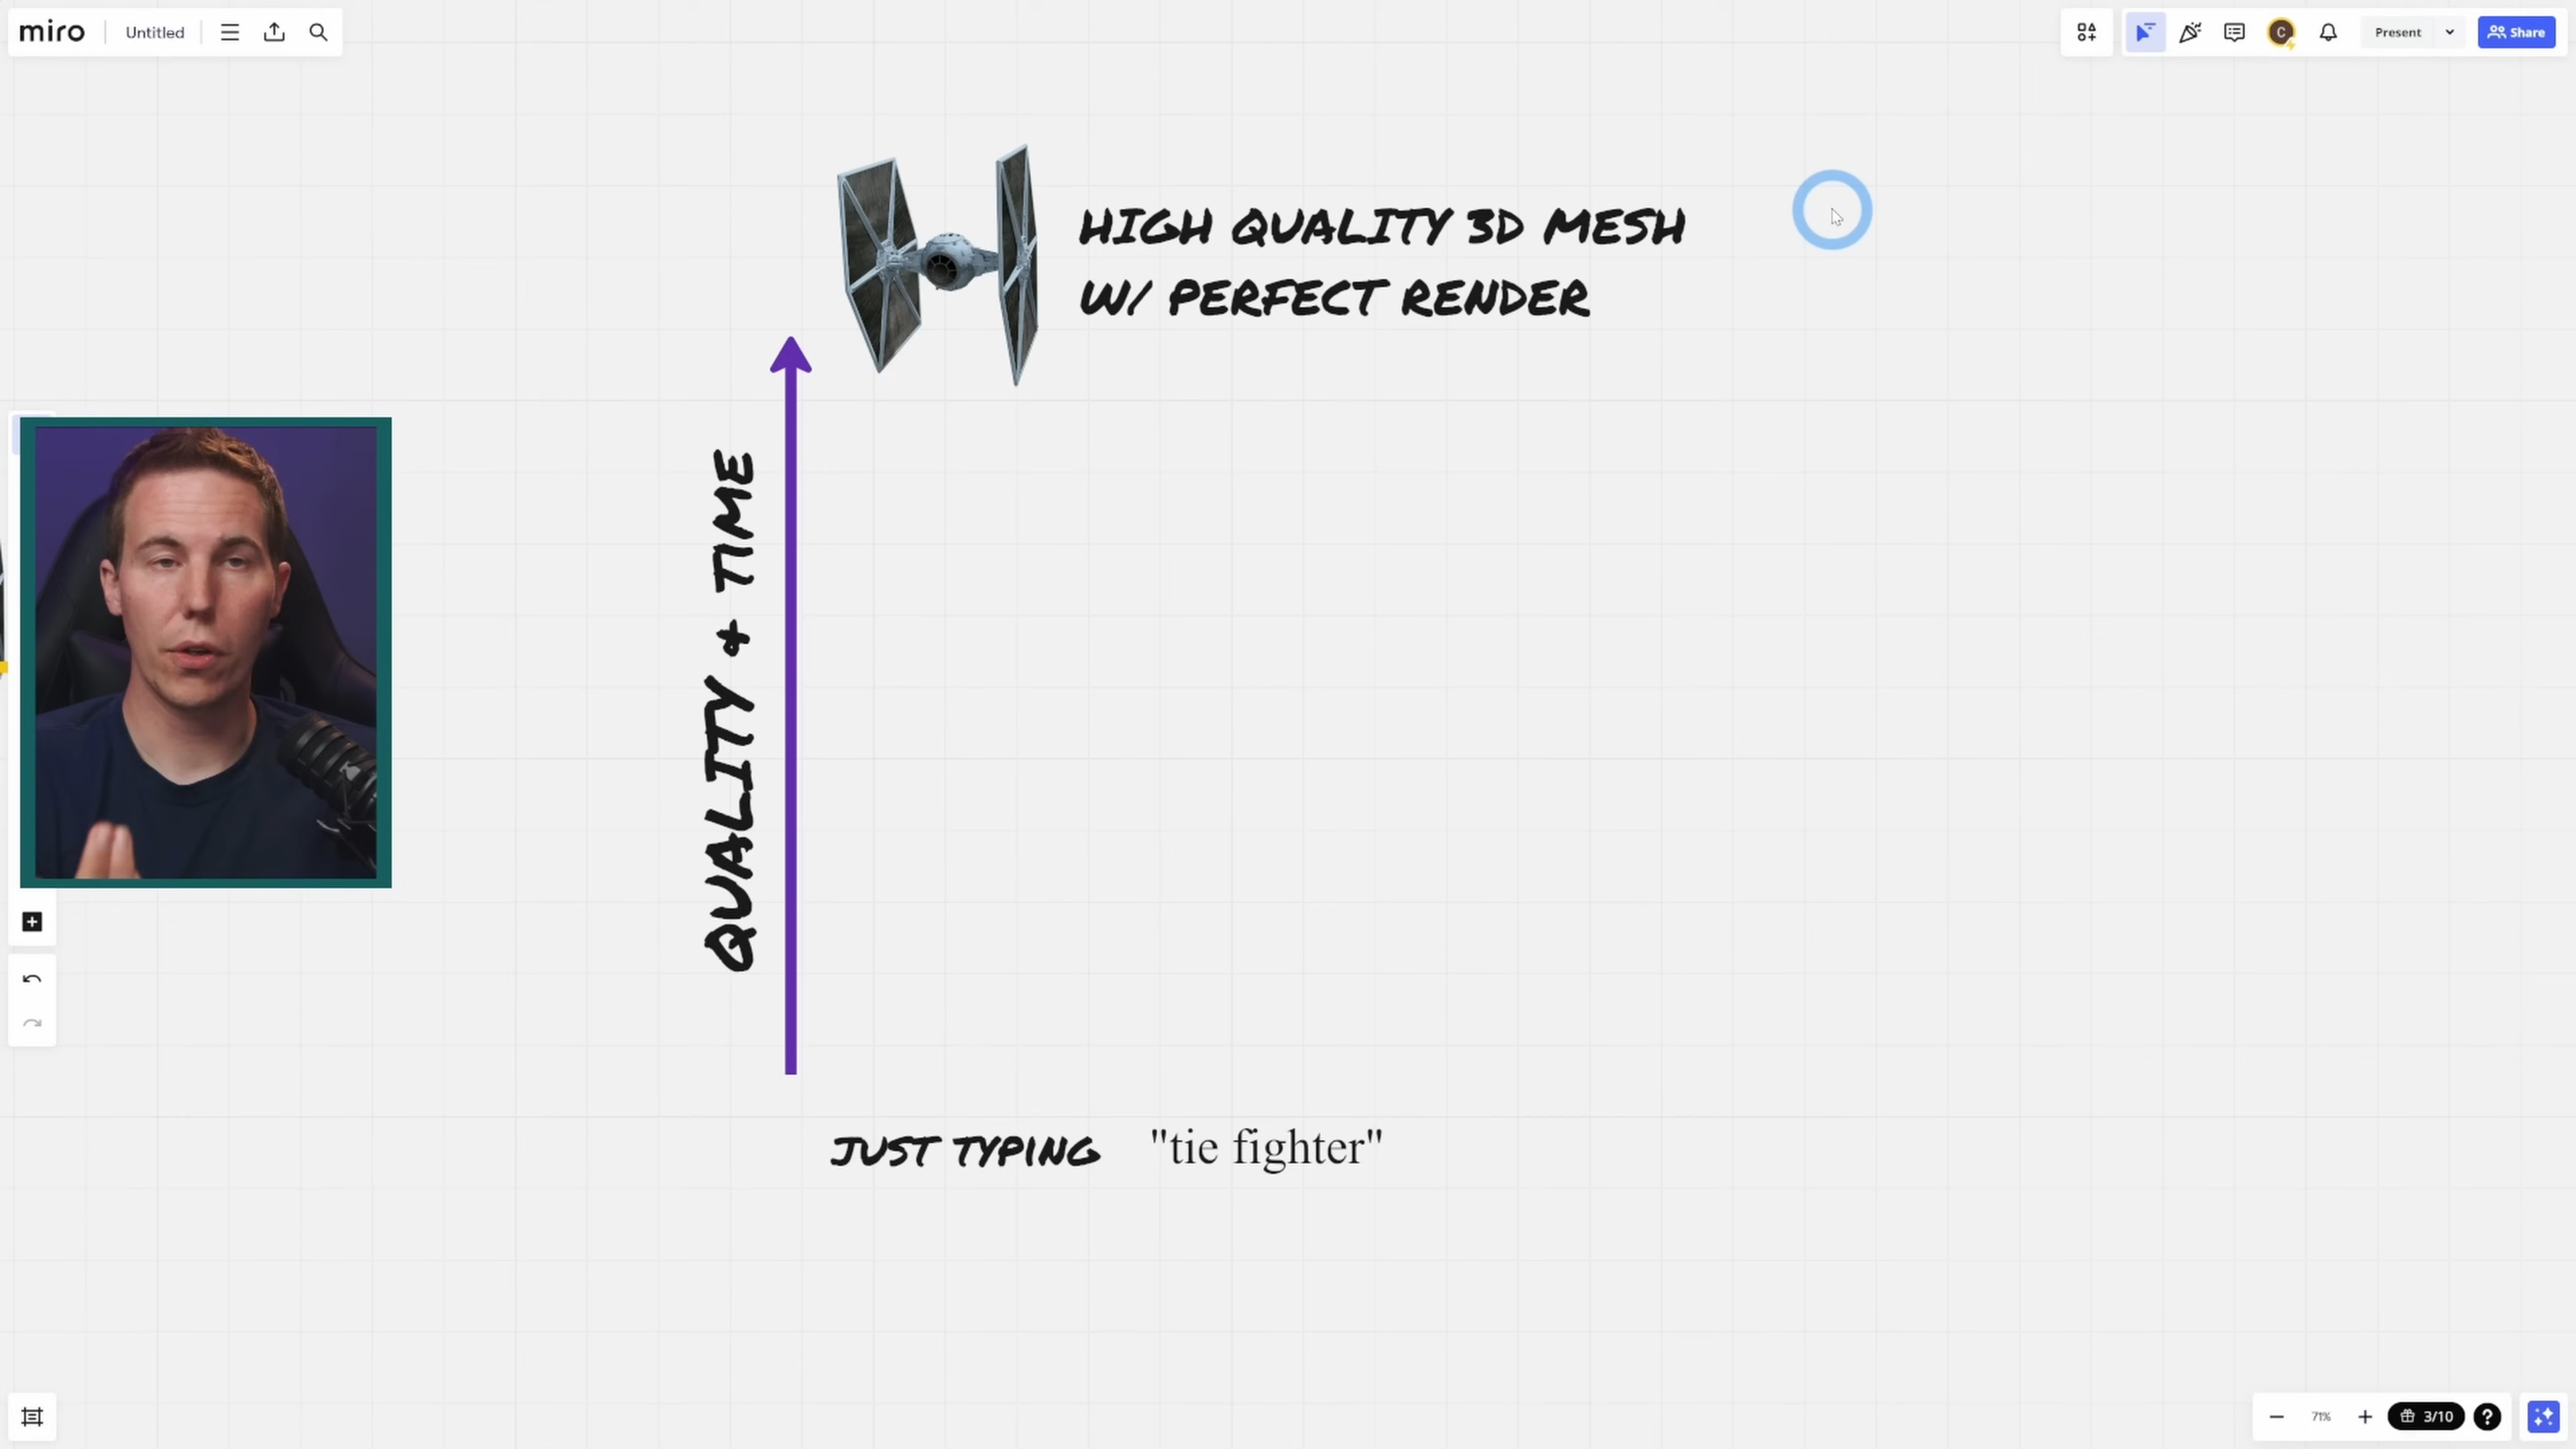 miro
Untitled
C
Present
Share
HIGH QUALITY 3D MESH
W/ PERFECT RENDER
QUALITY + TIME
JUST TYPING "tie fighter"
71%
3/10
?